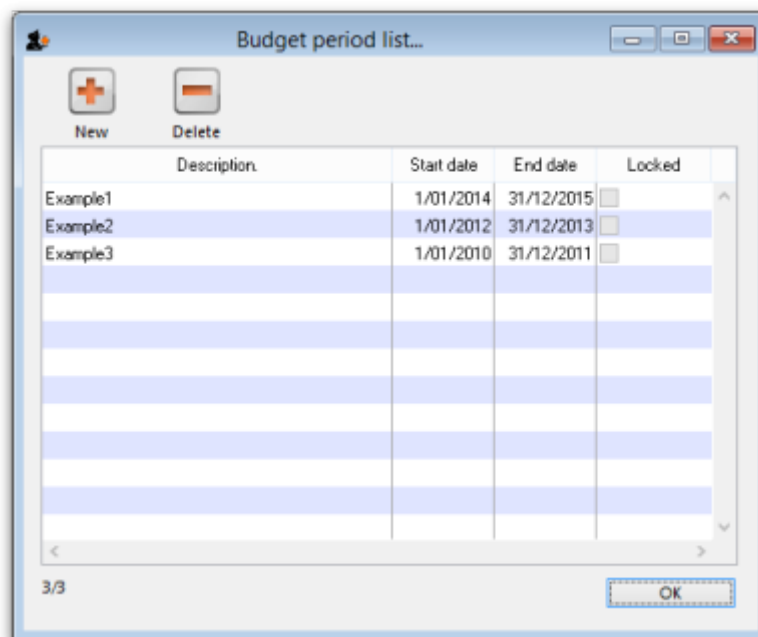 Budget period list...
New Delete
Description. Start date End date Locked
Example1 1/01/2014 31/12/2015
Example2 1/01/2012 31/12/2013
Example3 1/01/2010 31/12/2011
3/3
OK